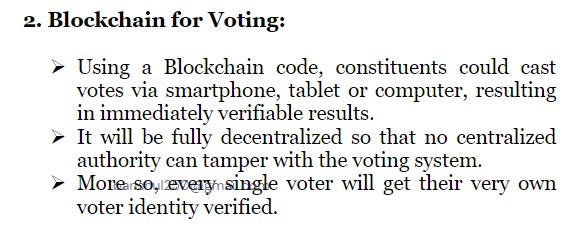 2. Blockchain for Voting:
➤ Using a Blockchain code, constituents could cast
votes via smartphone, tablet or computer, resulting
in immediately verifiable results.
➤ It will be fully decentralized so that no centralized
authority can tamper with the voting system.
➤ More so, every single voter will get their very own
voter identity verified.